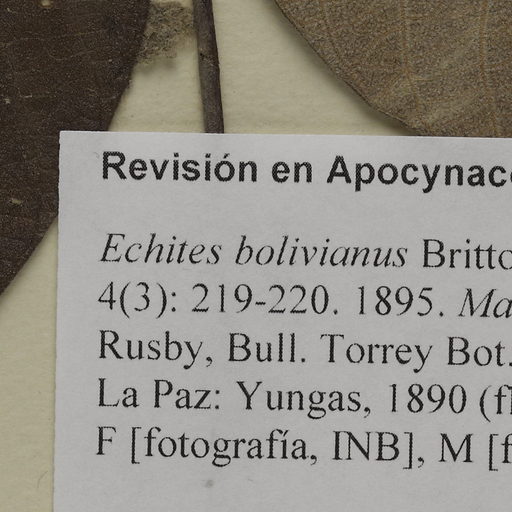 Revisión en Apocynac
Echites bolivianus Britto
4(3): 219-220. 1895. Ma
Rusby, Bull. Torrey Bot.
La Paz: Yungas, 1890 (fl
F [fotografía, INB], M [f